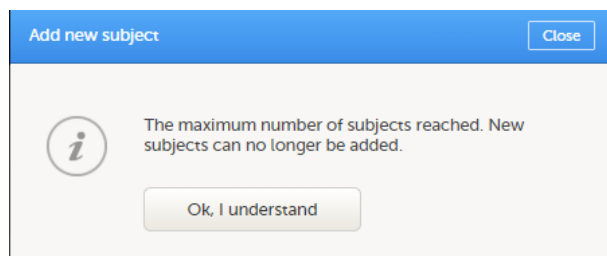 Add new subject
Close
The maximum number of subjects reached. New
subjects can no longer be added.
Ok, I understand